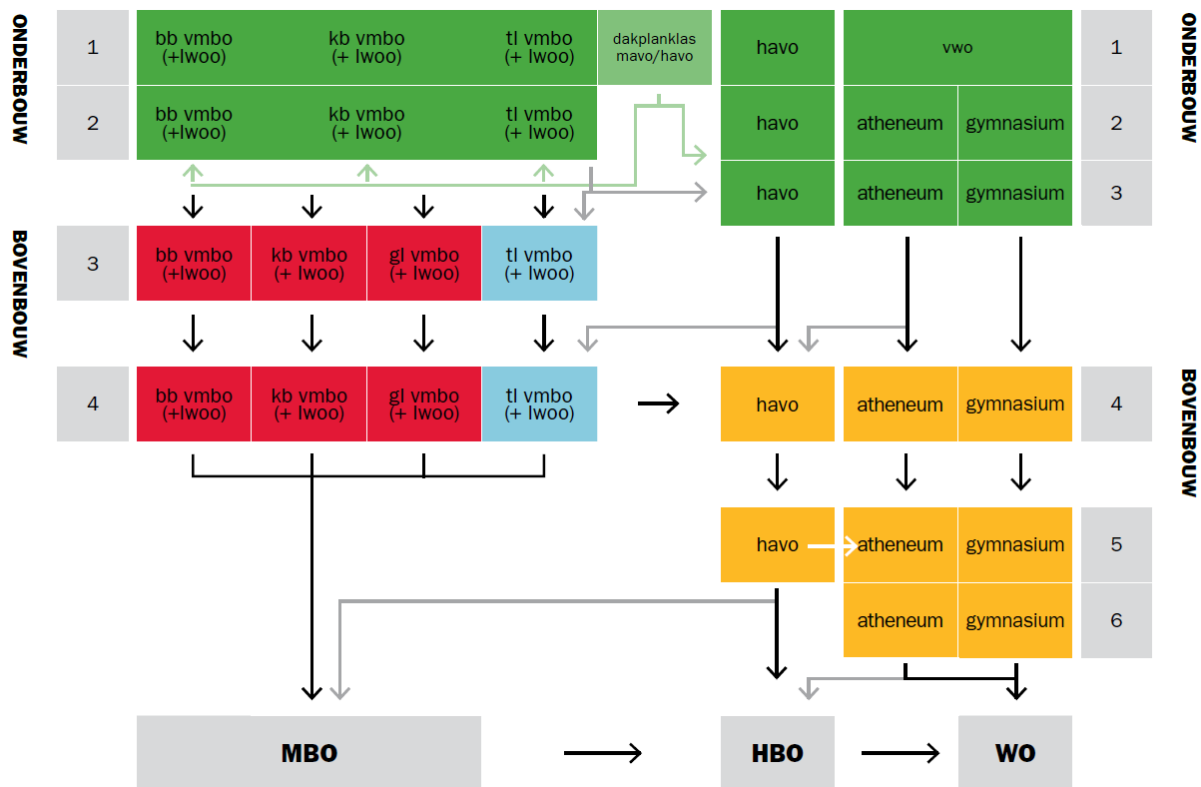 ONDERBOUW
1
bb vmbo
(+lwoo)
kb vmbo
(+ lwoo)
tl vmbo
(+ lwoo)
dakplanklas
mavo/havo
havo
vwo
1
ONDERBOUW
2
bb vmbo
(+lwoo)
kb vmbo
(+ lwoo)
tl vmbo
(+ lwoo)
havo
atheneum
gymnasium
2
havo
atheneum
gymnasium
3
BOVENBOUW
3
bb vmbo
(+lwoo)
kb vmbo
(+ lwoo)
gl vmbo
(+ lwoo)
tl vmbo
(+ lwoo)
4
bb vmbo
(+lwoo)
kb vmbo
(+ lwoo)
gl vmbo
(+ lwoo)
tl vmbo
(+ lwoo)
havo
atheneum
gymnasium
4
BOVENBOUW
havo
atheneum
gymnasium
5
atheneum
gymnasium
6
MBO
HBO
WO